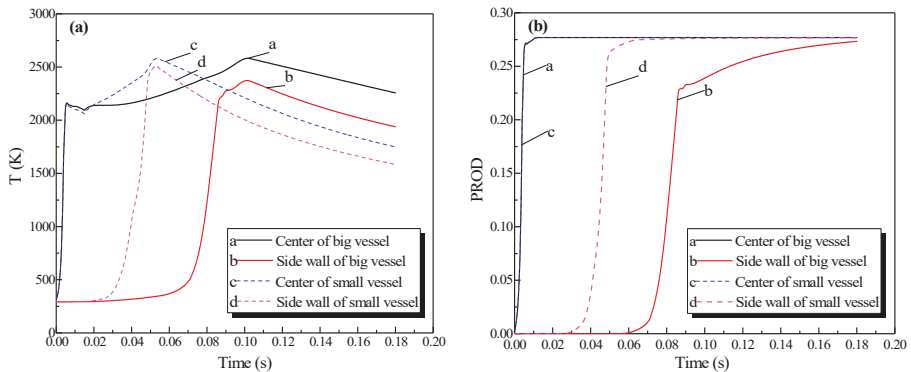 (a)
3000
2500
2000
1500
1000
500
0
T (K)
c
a
d
b
a Center of big vessel
b Side wall of big vessel
c Center of small vessel
d Side wall of small vessel
0.00 0.02 0.04 0.06 0.08 0.10 0.12 0.14 0.16 0.18 0.20
Time (s)
(b)
0.30
0.25
0.20
0.15
0.10
0.05
0.00
PROD
a
d
b
c
a Center of big vessel
b Side wall of big vessel
c Center of small vessel
d Side wall of small vessel
0.00 0.02 0.04 0.06 0.08 0.10 0.12 0.14 0.16 0.18 0.20
Time (s)